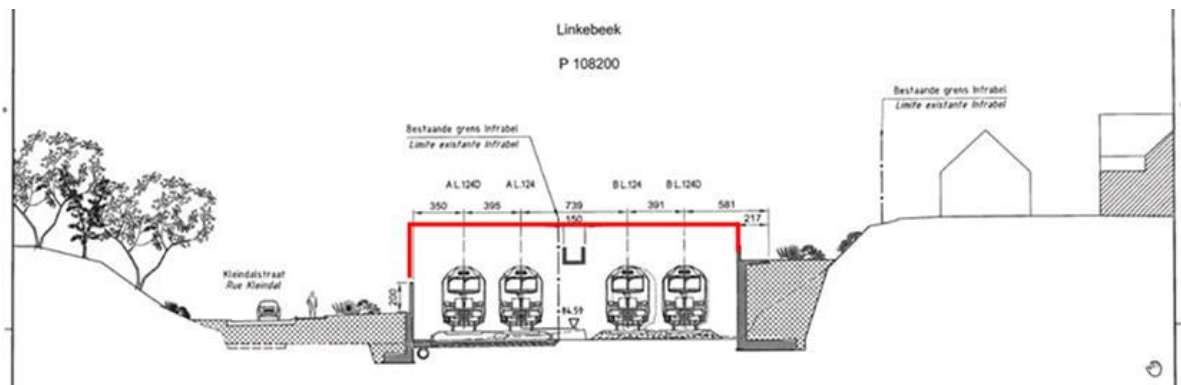 Linkebeek
P 108200
Bestaande grens Infrabel
Limite existante Infrabel
Bestaande grens Infrabel
Limite existante Infrabel
A L.124D
A L.124
B L.124
B L.124D
350
395
739
391
581
150
217
Kleindalstraat
Rue Kleindal
200
84.59